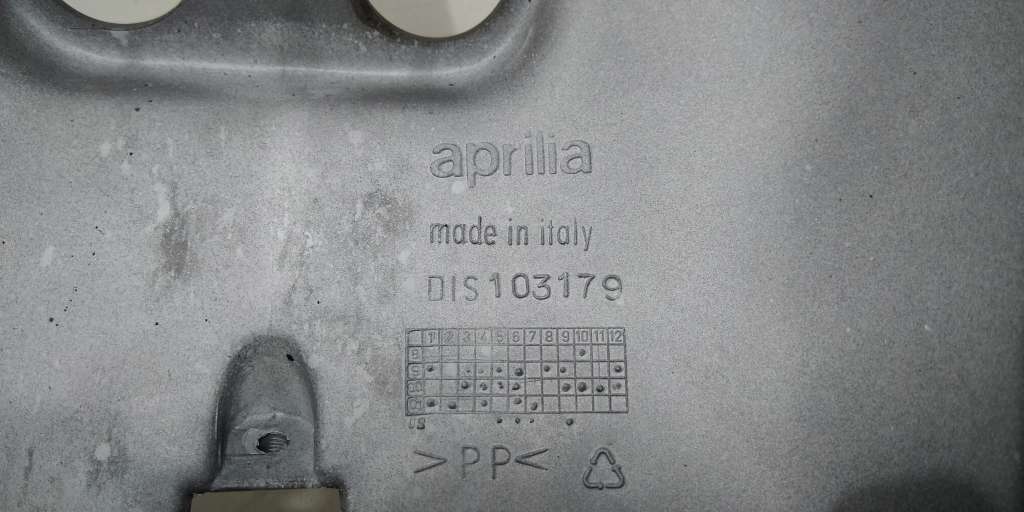 aprilia
made in italy
DIS103179
1 2 3 4 5 6 7 8 9 10 11 12
>PP<